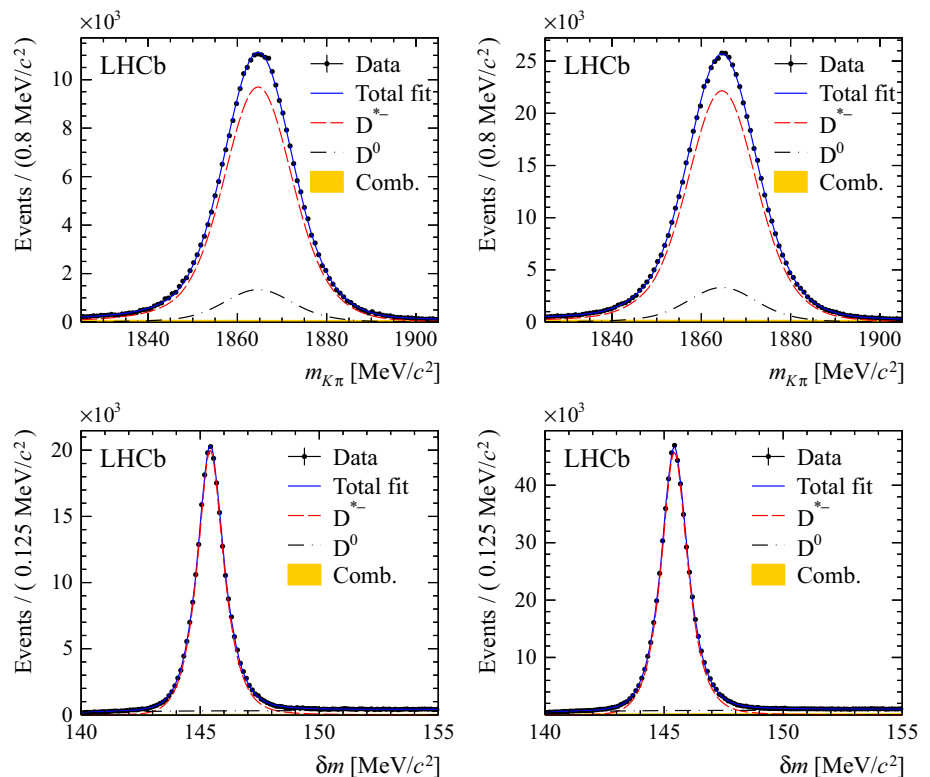 ×10³
Events / (0.8 MeV/c²)
10
8
6
4
2
0
LHCb
Data
Total fit
D*−
D⁰
Comb.
1840 1860 1880 1900
m_Kπ [MeV/c²]
×10³
Events / (0.8 MeV/c²)
25
20
15
10
5
0
LHCb
Data
Total fit
D*−
D⁰
Comb.
1840 1860 1880 1900
m_Kπ [MeV/c²]
×10³
Events / ( 0.125 MeV/c² )
20
15
10
5
0
LHCb
Data
Total fit
D*−
D⁰
Comb.
140 145 150 155
δm [MeV/c²]
×10³
Events / ( 0.125 MeV/c² )
40
30
20
10
LHCb
Data
Total fit
D*−
D⁰
Comb.
140 145 150 155
δm [MeV/c²]